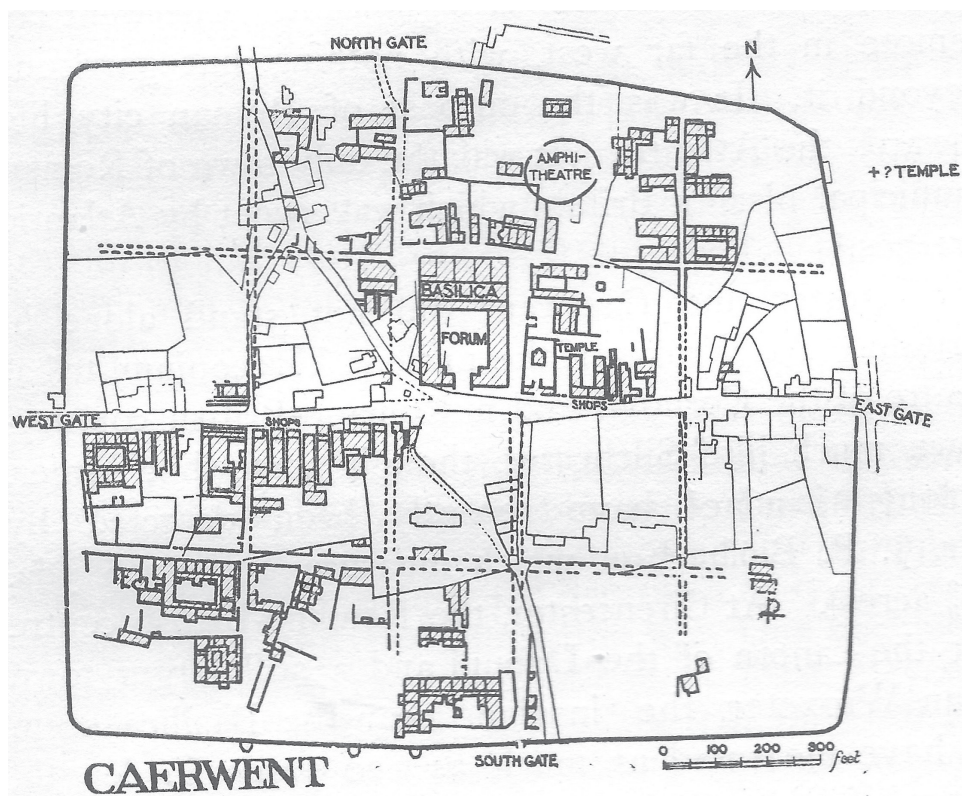 NORTH GATE
N
AMPHI-
THEATRE
+ ? TEMPLE
BASILICA
FORUM
TEMPLE
SHOPS
WEST GATE
SHOPS
EAST GATE
SOUTH GATE
0 100 200 300
feet
CAERWENT